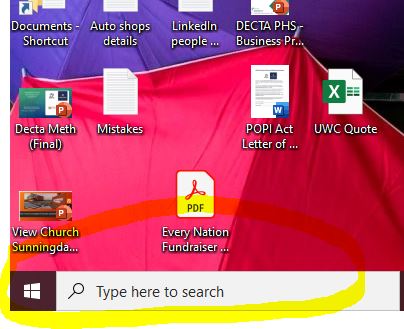 Documents - Shortcut
Auto shops details
LinkedIn people ...
DECTA PHS - Business Pr...
Decta Meth (Final)
Mistakes
POPI Act Letter of ...
UWC Quote
View Church Sunningda...
PDF
Every Nation Fundraiser ...
Type here to search